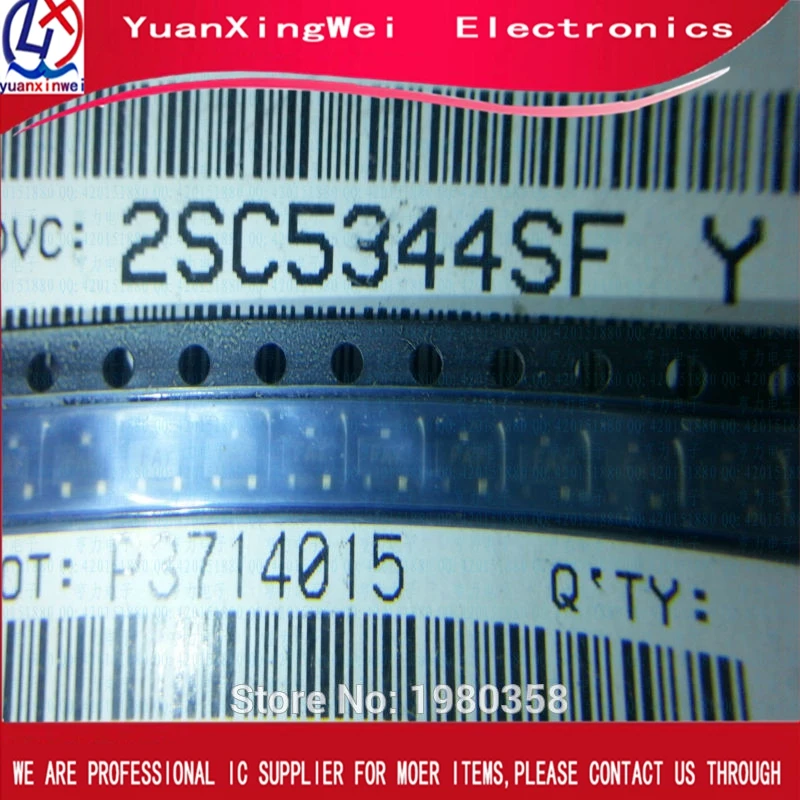 YuanXingWei Electronics
yuanxinwei
DVC: 2SC5344SF Y
OT: P3714015 Q'TY:
Store No: 1980358
WE ARE PROFESSIONAL IC SUPPLIER FOR MOER ITEMS,PLEASE CONTACT US THROUGH